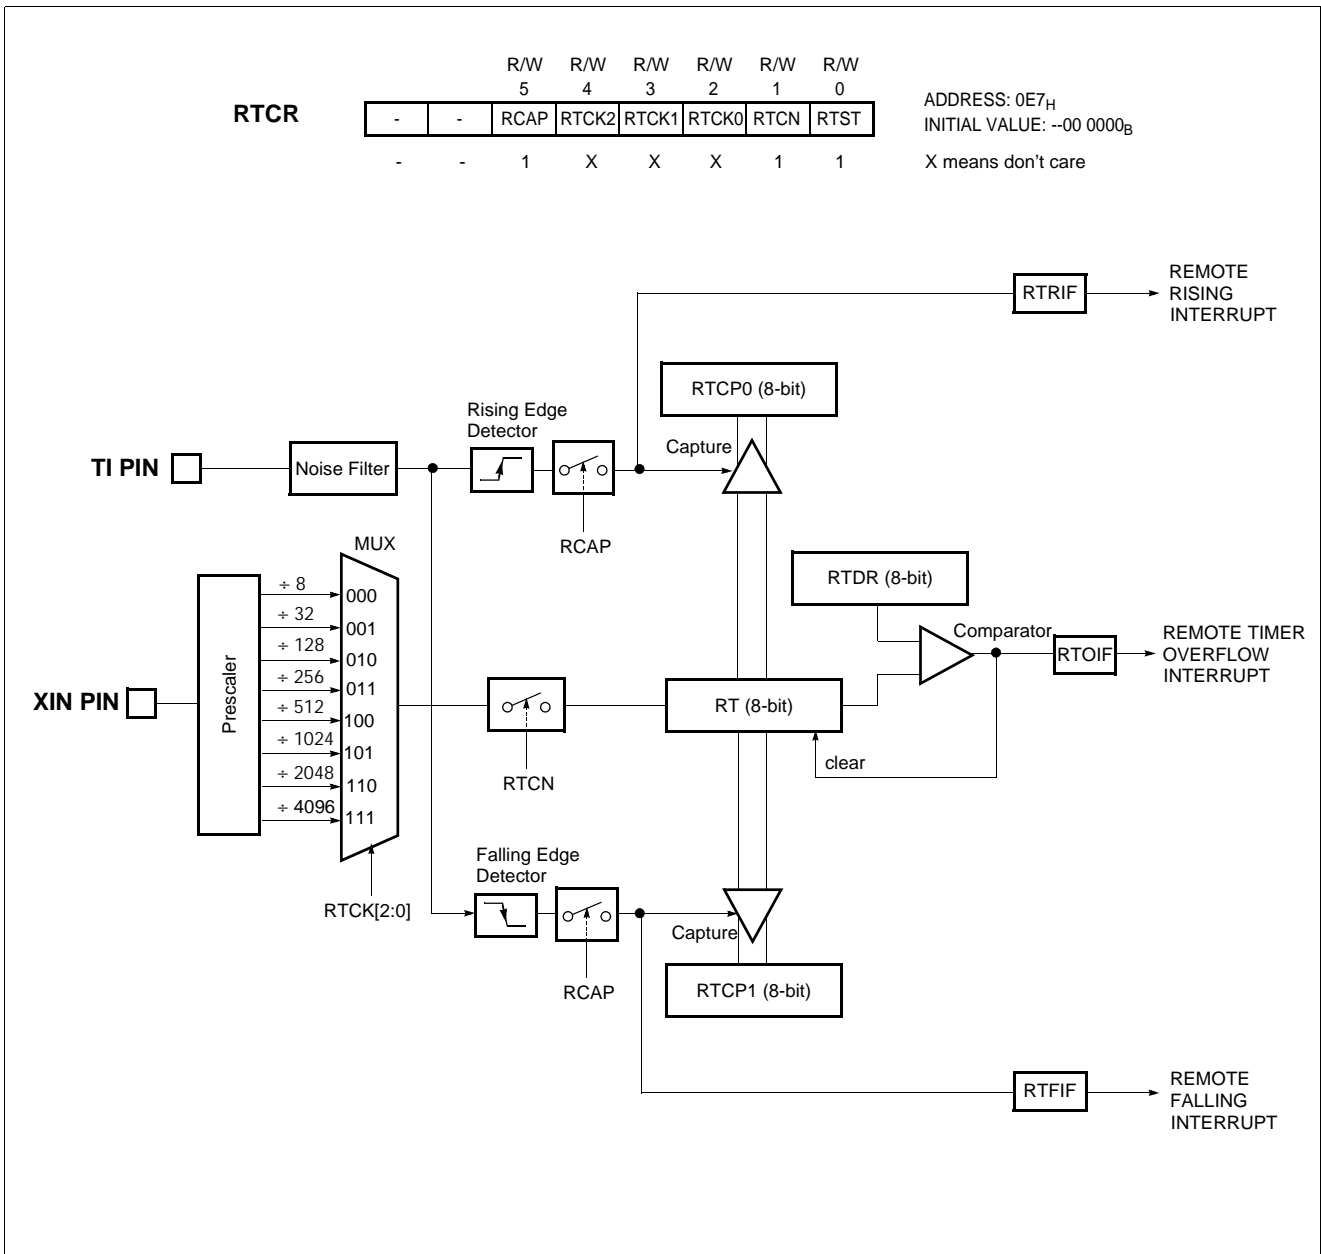 R/W R/W R/W R/W R/W R/W
5 4 3 2 1 0
RTCR - - RCAP RTCK2 RTCK1 RTCK0 RTCN RTST
ADDRESS: 0E7H
INITIAL VALUE: --00 0000B
- - 1 X X X 1 1 X means don't care
RTRIF
REMOTE
RISING
INTERRUPT
RTCP0 (8-bit)
Rising Edge
Detector
Capture
TI PIN
Noise Filter
RCAP
MUX
RTDR (8-bit)
Prescaler
÷ 8 000
÷ 32 001
÷ 128 010
÷ 256 011
÷ 512 100
÷ 1024 101
÷ 2048 110
÷ 4096 111
Comparator
RTOIF
REMOTE TIMER
OVERFLOW
INTERRUPT
XIN PIN
RT (8-bit)
clear
RTCN
Falling Edge
Detector
RTCK[2:0]
Capture
RCAP
RTCP1 (8-bit)
RTFIF
REMOTE
FALLING
INTERRUPT